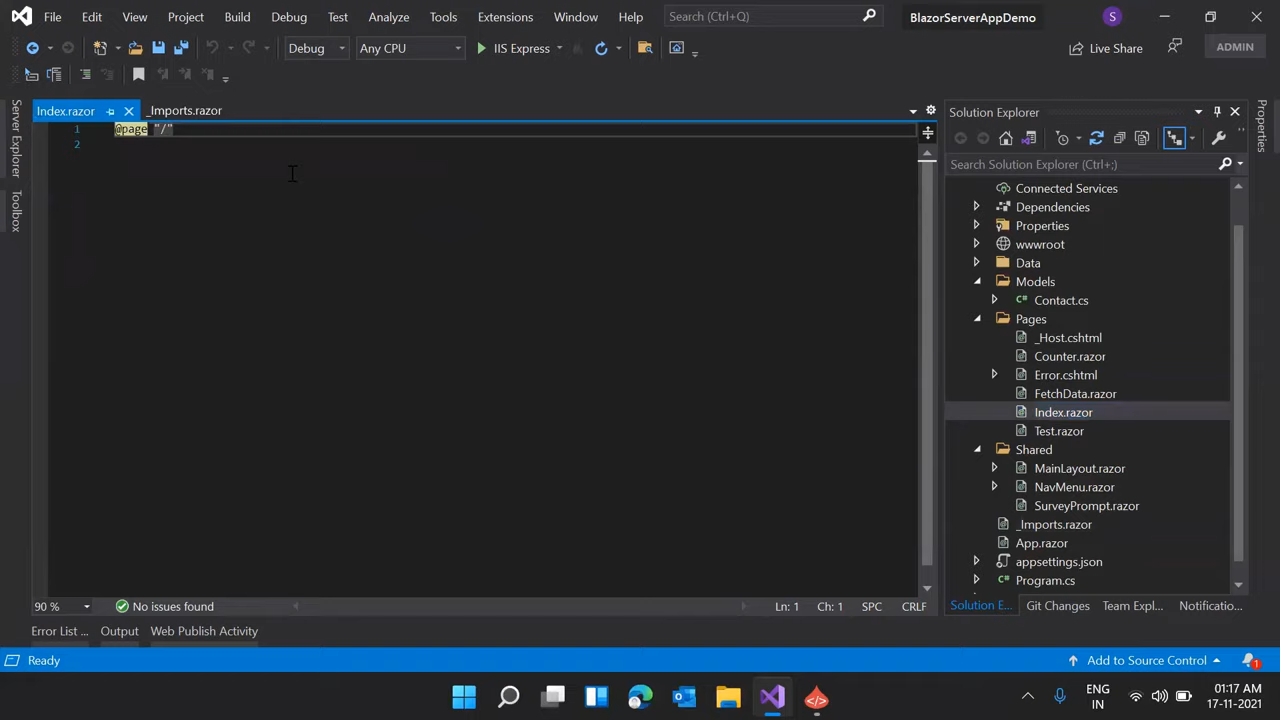 File Edit View Project Build Debug Test Analyze Tools Extensions Window Help Search (Ctrl+Q) BlazorServerAppDemo S
Debug Any CPU IIS Express Live Share ADMIN
Server Explorer
Toolbox
Index.razor _Imports.razor
1 @page "/"
2
90 % No issues found Ln: 1 Ch: 1 SPC CRLF
Solution Explorer
Search Solution Explorer (Ctrl+;)
Connected Services
Dependencies
Properties
wwwroot
Data
Models
C# Contact.cs
Pages
_Host.cshtml
Counter.razor
Error.cshtml
FetchData.razor
Index.razor
Test.razor
Shared
MainLayout.razor
NavMenu.razor
SurveyPrompt.razor
_Imports.razor
App.razor
appsettings.json
Program.cs
Solution E... Git Changes Team Expl... Notificatio...
Properties
Error List ... Output Web Publish Activity
Ready Add to Source Control 1
ENG 01:17 AM
IN 17-11-2021